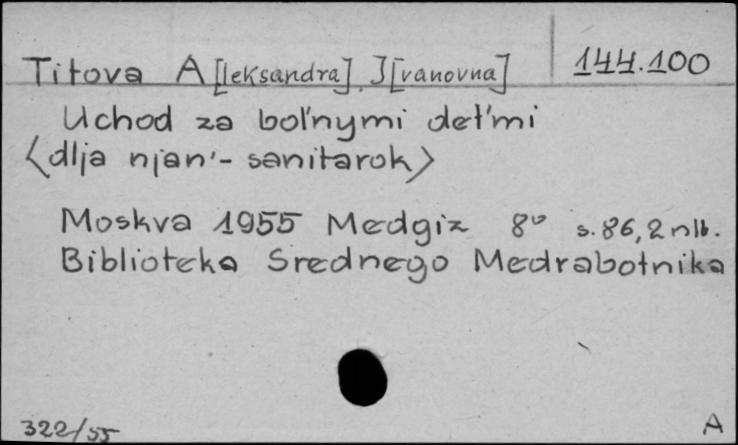 Titova A[leksandra] I[vanovna] 144.100
Uchod za bol'nymi det'mi
<dlja njan'- sanitarok>
Moskva 1955 Medgiz 8° s. 86, 2 nlb.
Biblioteka Srednego Medrabotnika
322/55 A